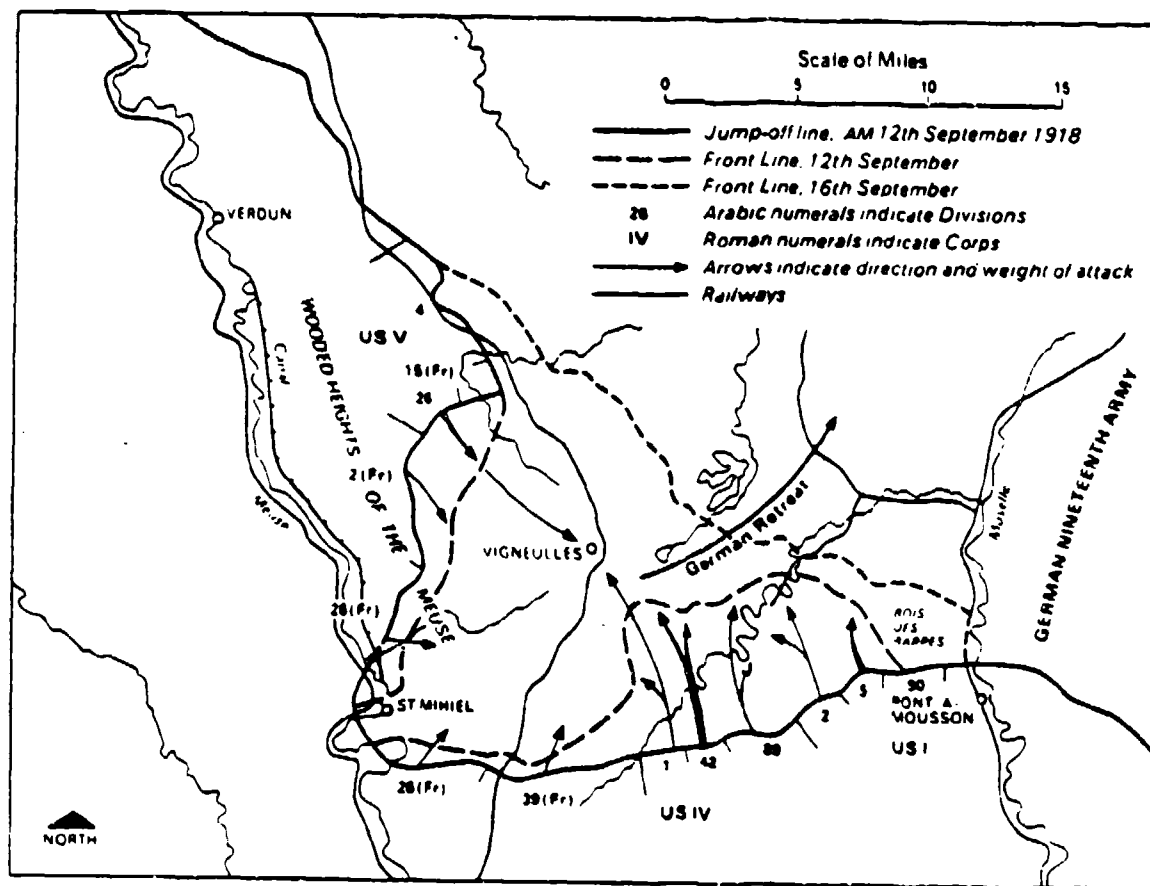 Scale of Miles
0 5 10 15
Jump-off line, AM 12th September 1918
Front Line, 12th September
Front Line, 16th September
26 Arabic numerals indicate Divisions
IV Roman numerals indicate Corps
Arrows indicate direction and weight of attack
Railways
VERDUN
Canal
WOODED HEIGHTS OF THE MEUSE
US V
4
15 (Fr)
26
2 (Fr)
Meuse
VIGNEULLES
German Retreat
Moselle
GERMAN NINETEENTH ARMY
26 (Fr)
BOIS
DES
RAPPES
ST MIHIEL
5
90
PONT A-
MOUSSON
2
89
42
1
US I
26 (Fr)
39 (Fr)
US IV
NORTH